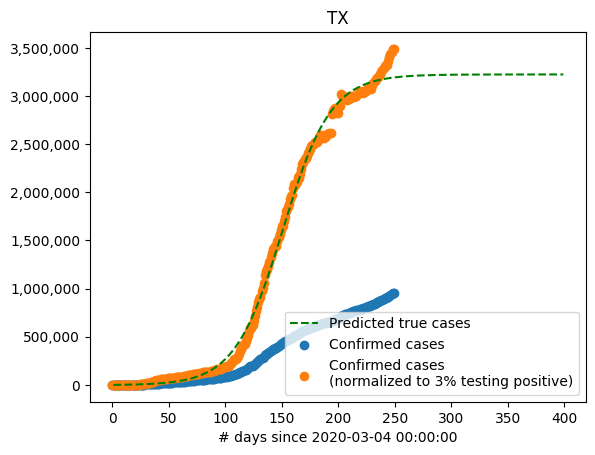 TX
3,500,000
3,000,000
2,500,000
2,000,000
1,500,000
1,000,000
500,000
0
Predicted true cases
Confirmed cases
Confirmed cases
(normalized to 3% testing positive)
0 50 100 150 200 250 300 350 400
# days since 2020-03-04 00:00:00